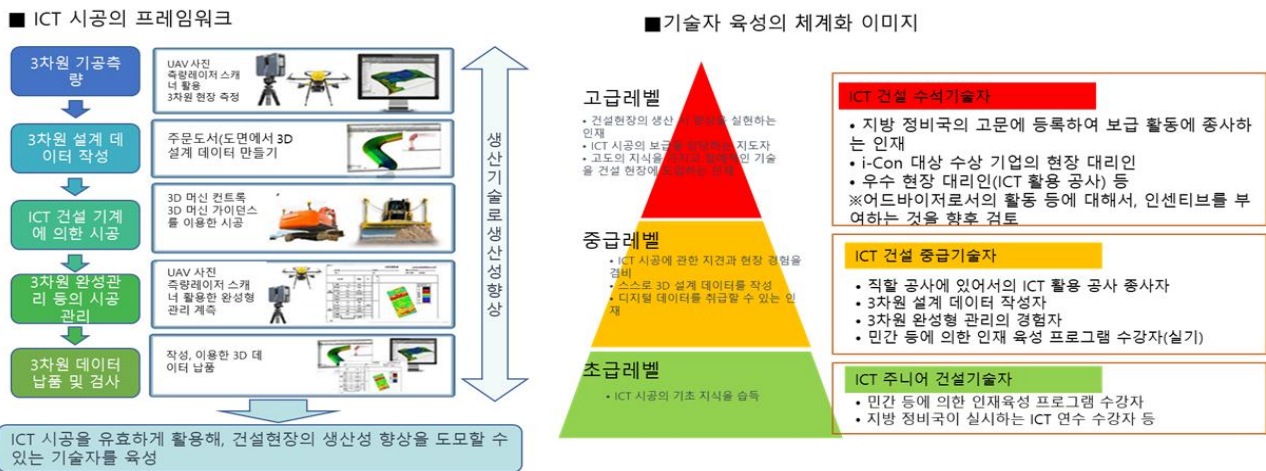 ■ ICT 시공의 프레임워크
3차원 기공측
량
UAV 사진
측량레이저 스캐
너 활용
3차원 현장 측정
3차원 설계 데
이터 작성
주문도서(도면에서 3D
설계 데이터 만들기
ICT 건설 기계
에 의한 시공
3D 머신 컨트록
3D 머신 가이던스
를 이용한 시공
3차원 완성관
리 등의 시공
관리
UAV 사진
측량레이저 스캐
너 활용한 완성형
관리 계측
3차원 데이터
납품 및 검사
작성, 이용한 3D 데
이터 납품
생산기술로생산성향상
ICT 시공을 유효하게 활용해, 건설현장의 생산성 향상을 도모할 수
있는 기술자를 육성
■기술자 육성의 체계화 이미지
고급레벨
• 건설현장의 생산 향상을 실현하는
인재
• ICT 시공의 보급을 지도자
• 고도의 지식을 기술
을 건설 현장에
중급레벨
• ICT 시공에 관한 지견과 현장 경험을
겸비
• 스스로 3D 설계 데이터를 작성
• 디지털 데이터를 취급할 수 있는 인
재
초급레벨
• ICT 시공의 기초 지식을 습득
ICT 건설 수석기술자
• 지방 정비국의 고문에 등록하여 보급 활동에 종사하
는 인재
• i-Con 대상 수상 기업의 현장 대리인
• 우수 현장 대리인(ICT 활용 공사) 등
※어드바이저로서의 활동 등에 대해서, 인센티브를 부
여하는 것을 향후 검토
ICT 건설 중급기술자
• 직할 공사에 있어서의 ICT 활용 공사 종사자
• 3차원 설계 데이터 작성자
• 3차원 완성형 관리의 경험자
• 민간 등에 의한 인재 육성 프로그램 수강자(실기)
ICT 주니어 건설기술자
• 민간 등에 의한 인재육성 프로그램 수강자
• 지방 정비국이 실시하는 ICT 연수 수강자 등